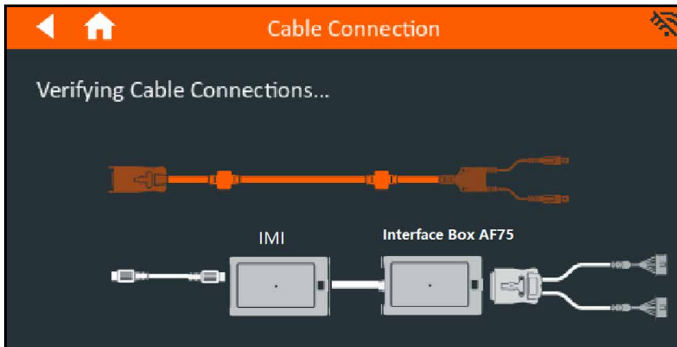 Cable Connection
Verifying Cable Connections...
IMI
Interface Box AF75